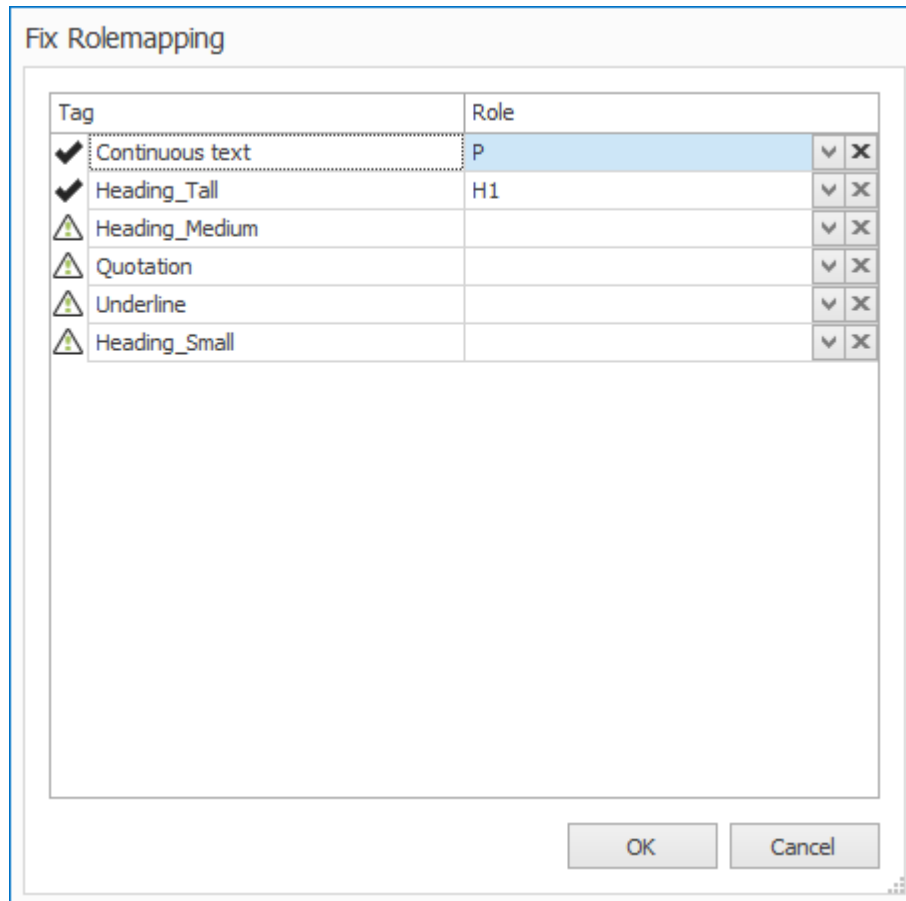 Fix Rolemapping
Tag Role
Continuous text P
Heading_Tall H1
Heading_Medium
Quotation
Underline
Heading_Small
OK Cancel